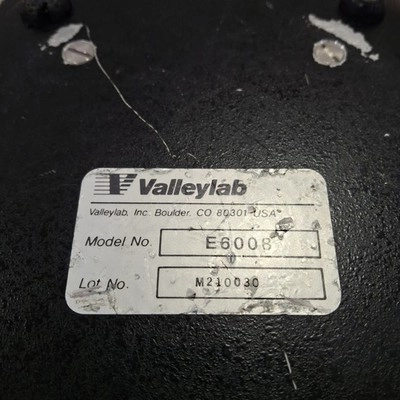 Valleylab
Valleylab, Inc. Boulder, CO 80301 USA
Model No. E6008
Lot No. M210030